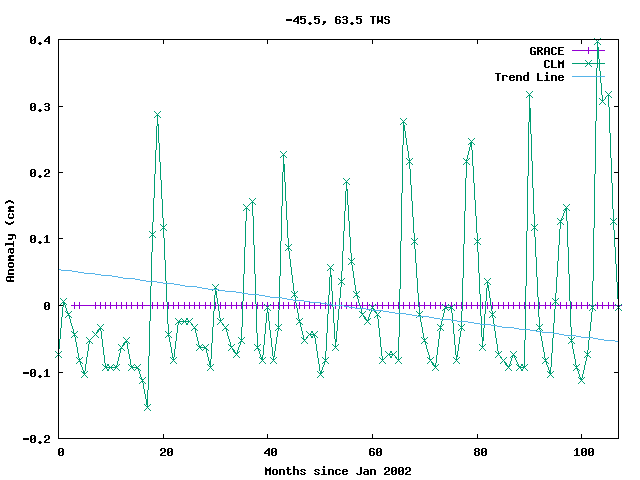 -45.5, 63.5 TWS
GRACE
CLM
Trend Line
Anomaly (cm)
0.4
0.3
0.2
0.1
0
-0.1
-0.2
0 20 40 60 80 100
Months since Jan 2002